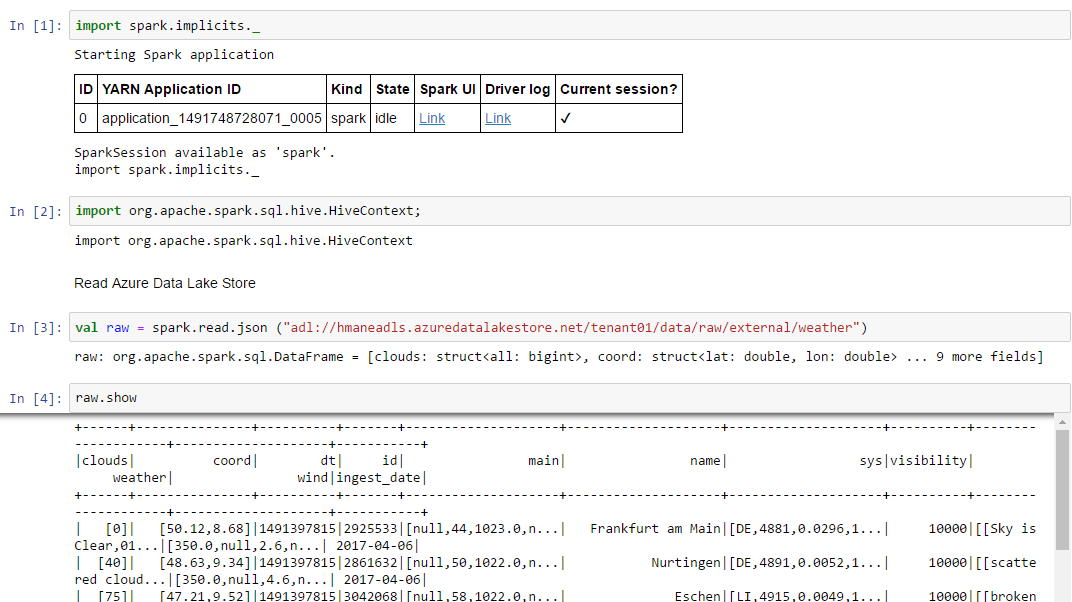 In [1]: import spark.implicits._
Starting Spark application
ID YARN Application ID Kind State Spark UI Driver log Current session?
0 application_1491748728071_0005 spark idle Link Link ✓
SparkSession available as 'spark'.
import spark.implicits._
In [2]: import org.apache.spark.sql.hive.HiveContext;
import org.apache.spark.sql.hive.HiveContext
Read Azure Data Lake Store
In [3]: val raw = spark.read.json ("adl://hmaneadls.azuredatalakestore.net/tenant01/data/raw/external/weather")
raw: org.apache.spark.sql.DataFrame = [clouds: struct<all: bigint>, coord: struct<lat: double, lon: double> ... 9 more fields]
In [4]: raw.show
+------+---------------+----------+-------+--------------------+--------------------+--------------------+----------+--------
------------+--------------------+-----------+
|clouds|          coord|        dt|     id|                main|                name|                 sys|visibility|
     weather|                wind|ingest_date|
+------+---------------+----------+-------+--------------------+--------------------+--------------------+----------+--------
------------+--------------------+-----------+
|   [0]|   [50.12,8.68]|1491397815|2925533|[null,44,1023.0,n...|   Frankfurt am Main|[DE,4881,0.0296,1...|     10000|[[Sky is
Clear,01...|[350.0,null,2.6,n...| 2017-04-06|
|  [40]|   [48.63,9.34]|1491397815|2861632|[null,50,1022.0,n...|           Nurtingen|[DE,4891,0.0052,1...|     10000|[[scatte
red cloud...|[350.0,null,4.6,n...| 2017-04-06|
|  [75]|   [47.21,9.52]|1491397815|3042068|[null,58,1022.0,n...|              Eschen|[LI,4915,0.0049,1...|     10000|[[broken